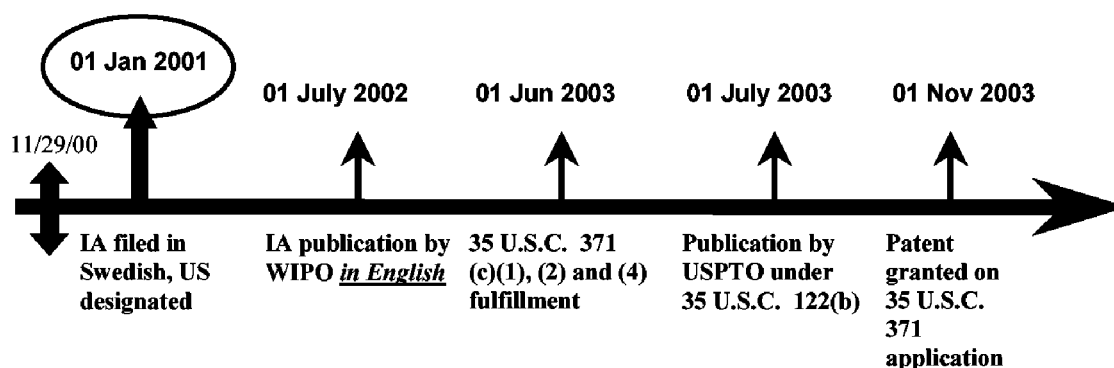 01 Jan 2001
01 July 2002
01 Jun 2003
01 July 2003
01 Nov 2003
11/29/00
IA filed in
Swedish, US
designated
IA publication by
WIPO in English
35 U.S.C. 371
(c)(1), (2) and (4)
fulfillment
Publication by
USPTO under
35 U.S.C. 122(b)
Patent
granted on
35 U.S.C.
371
application